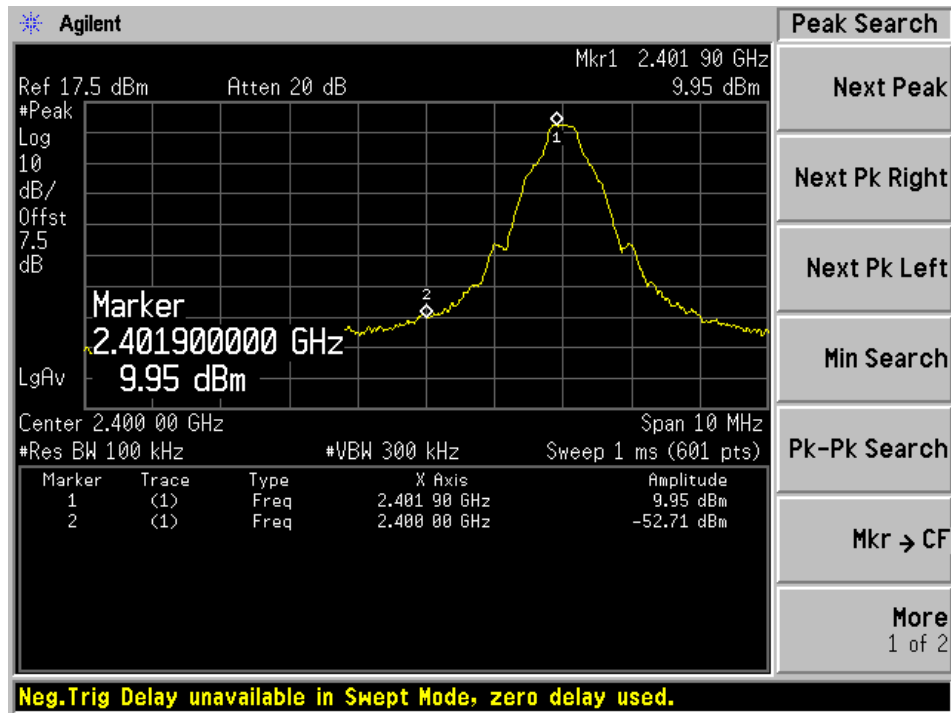 Agilent
Peak Search
Mkr1 2.401 90 GHz
Ref 17.5 dBm Atten 20 dB 9.95 dBm
#Peak
Log
10
dB/
Offst
7.5
dB
LgAv
1
2
Marker
2.401900000 GHz
9.95 dBm
Center 2.400 00 GHz Span 10 MHz
#Res BW 100 kHz #VBW 300 kHz Sweep 1 ms (601 pts)
Marker Trace Type X Axis Amplitude
1 (1) Freq 2.401 90 GHz 9.95 dBm
2 (1) Freq 2.400 00 GHz -52.71 dBm
Next Peak
Next Pk Right
Next Pk Left
Min Search
Pk-Pk Search
Mkr → CF
More
1 of 2
Neg.Trig Delay unavailable in Swept Mode, zero delay used.